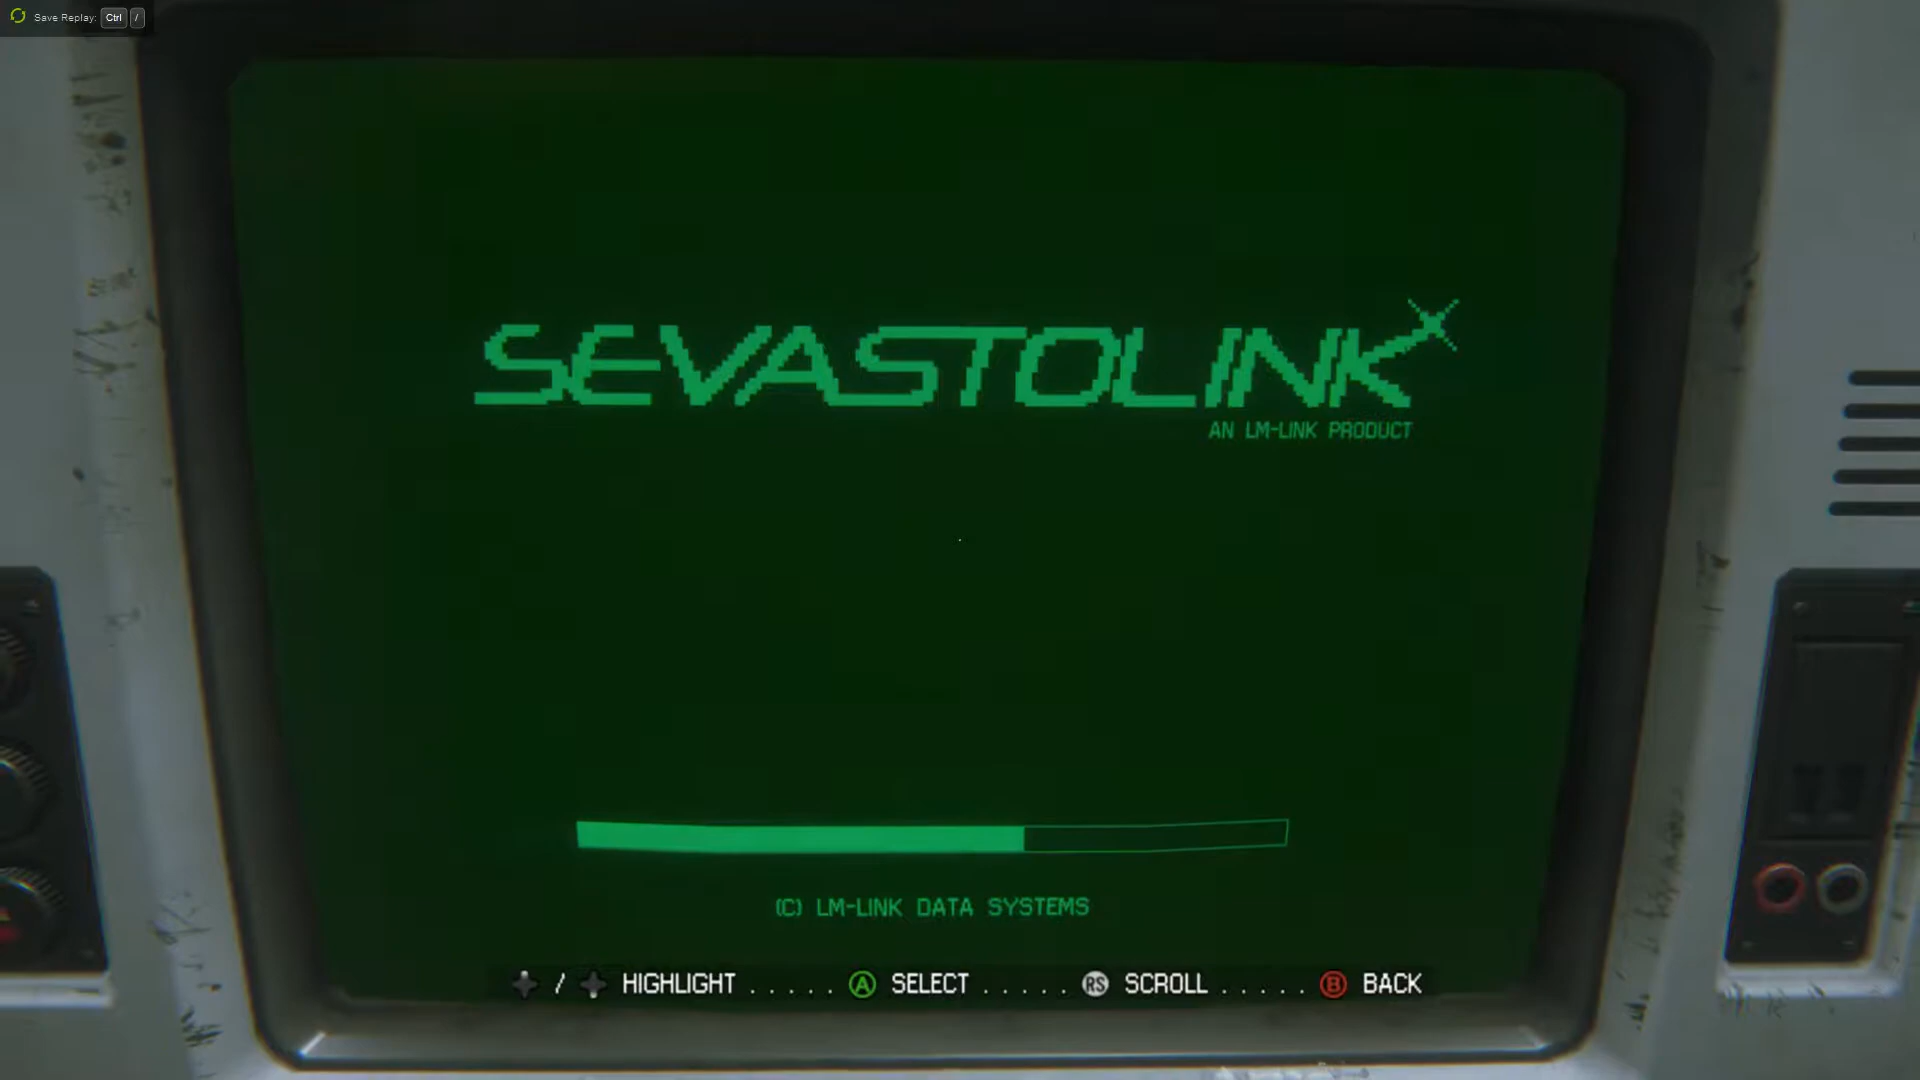 Save Replay: Ctrl /
SEVASTOLINK
AN LM-LINK PRODUCT
(C) LM-LINK DATA SYSTEMS
/ HIGHLIGHT ..... A SELECT ..... RS SCROLL ..... B BACK